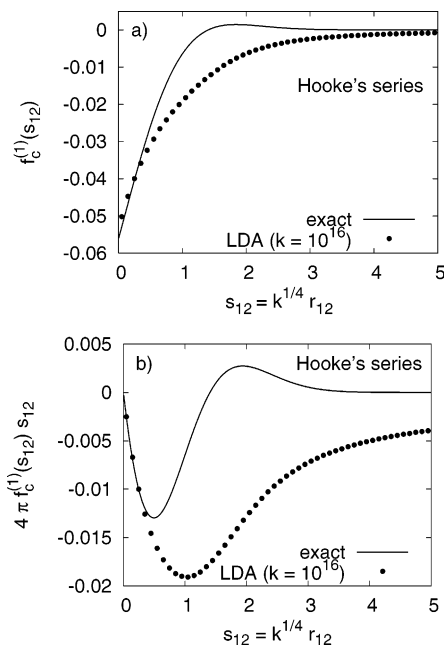 a)
0
-0.01
-0.02
-0.03
-0.04
-0.05
-0.06
f_c^(1)(s_12)
Hooke's series
exact
LDA (k = 10^16)
0 1 2 3 4 5
s_12 = k^1/4 r_12
b)
Hooke's series
0.005
0
-0.005
-0.01
-0.015
-0.02
4 π f_c^(1)(s_12) s_12
exact
LDA (k = 10^16)
0 1 2 3 4 5
s_12 = k^1/4 r_12